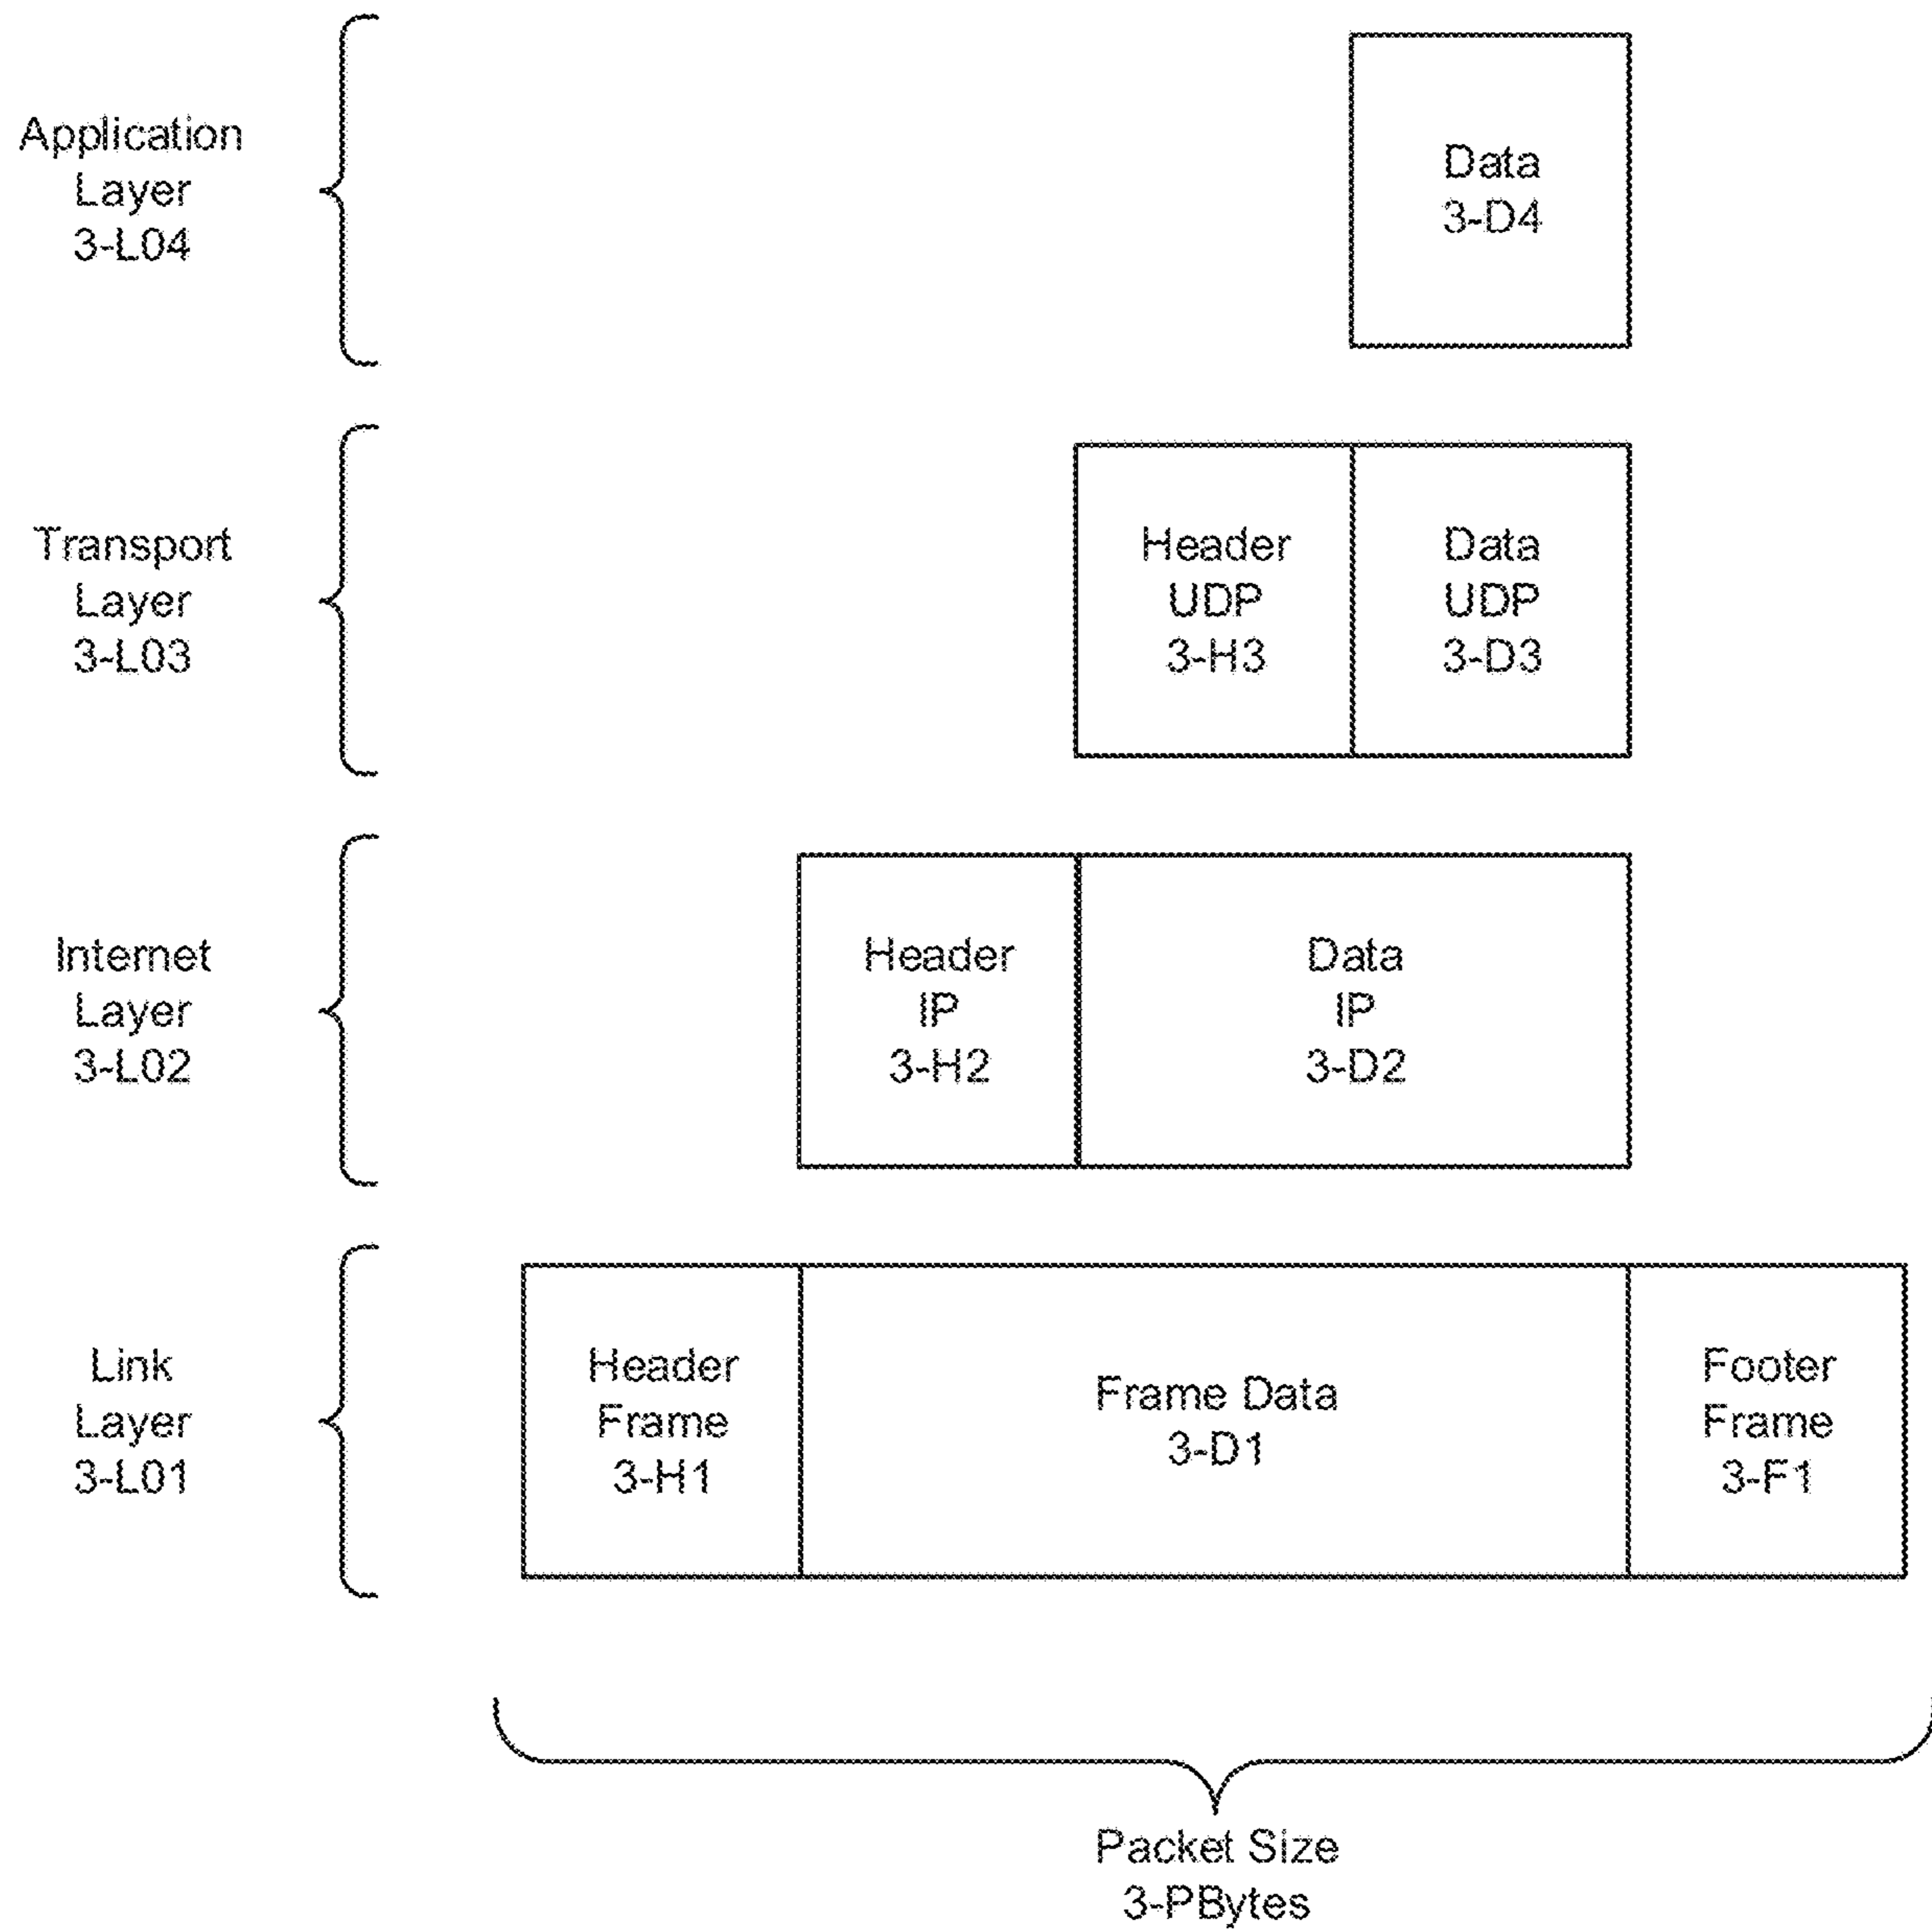 Application
Layer
3-L04
Data
3-D4
Transport
Layer
3-L03
Header
UDP
3-H3
Data
UDP
3-D3
Internet
Layer
3-L02
Header
IP
3-H2
Data
IP
3-D2
Link
Layer
3-L01
Header
Frame
3-H1
Frame Data
3-D1
Footer
Frame
3-F1
Packet Size
3-PBytes